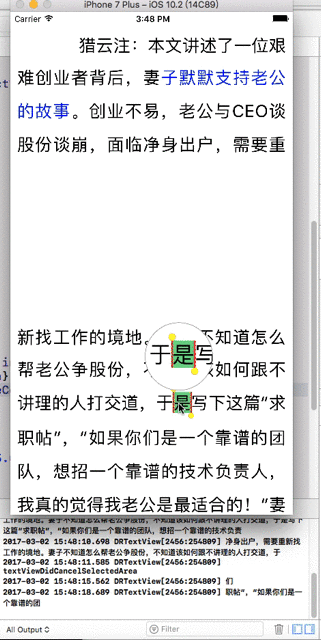 iPhone 7 Plus – iOS 10.2 (14C89)
Carrier
3:48 PM
猎云注：本文讲述了一位艰
难创业者背后，妻子默默支持老公
的故事。创业不易，老公与CEO谈
股份谈崩，面临净身出户，需要重
新找工作的境地。
不知道怎么
帮老公争股份，不
该如何跟不
于是写
讲理的人打交道，于是写下这篇“求
职帖”，“如果你们是一个靠谱的团
队，想招一个靠谱的技术负责人，
我真的觉得我老公是最适合的！“妻
工作的境地。妻子不知道怎么帮老公争股份，不知道该如何跟不讲理的人打交道，于是写下
这篇“求职帖”，“如果你们是一个靠谱的团队，想招一个靠谱的技术负责
2017-03-02 15:48:10.698 DRTextView[2456:254809] 净身出户，需要重新找
工作的境地。妻子不知道怎么帮老公争股份，不知道该如何跟不讲理的人打交道，于
2017-03-02 15:48:11.585 DRTextView[2456:254809]
textViewDidCancelSelectedArea
2017-03-02 15:48:15.562 DRTextView[2456:254809] 们
2017-03-02 15:48:18.689 DRTextView[2456:254809] 职帖”，“如果你们是一
个靠谱的团
All Output
Filter